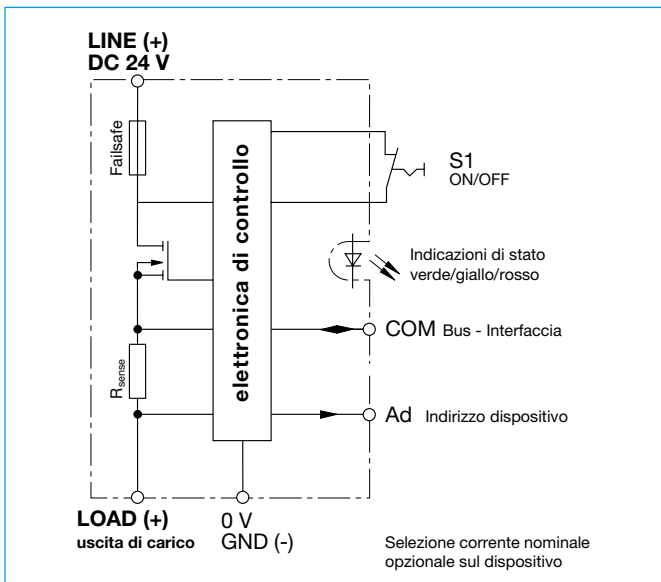 LINE (+)
DC 24 V
Failsafe
elettronica di controllo
S1
ON/OFF
Indicazioni di stato
verde/giallo/rosso
COM Bus - Interfaccia
Rsense
Ad Indirizzo dispositivo
LOAD (+)
uscita di carico
0 V
GND (-)
Selezione corrente nominale
opzionale sul dispositivo